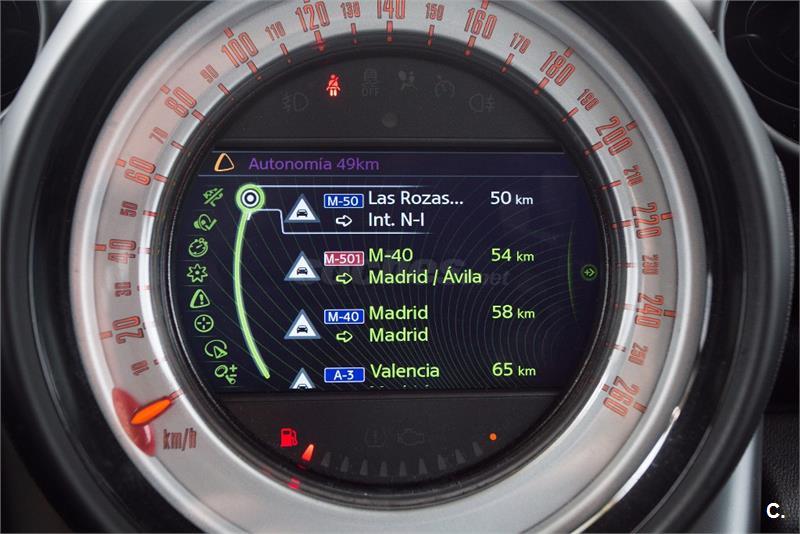 120 130 140 150 160
100 110 170 180
80 90 190 200
70
60 210
50 220
40 230
30 240
20 250
10 260
km/h
OFF
Autonomía 49km
M-50 Las Rozas... 50 km
Int. N-I
M-501 M-40 54 km
Madrid / Ávila
M-40 Madrid 58 km
Madrid
A-3 Valencia 65 km
C.